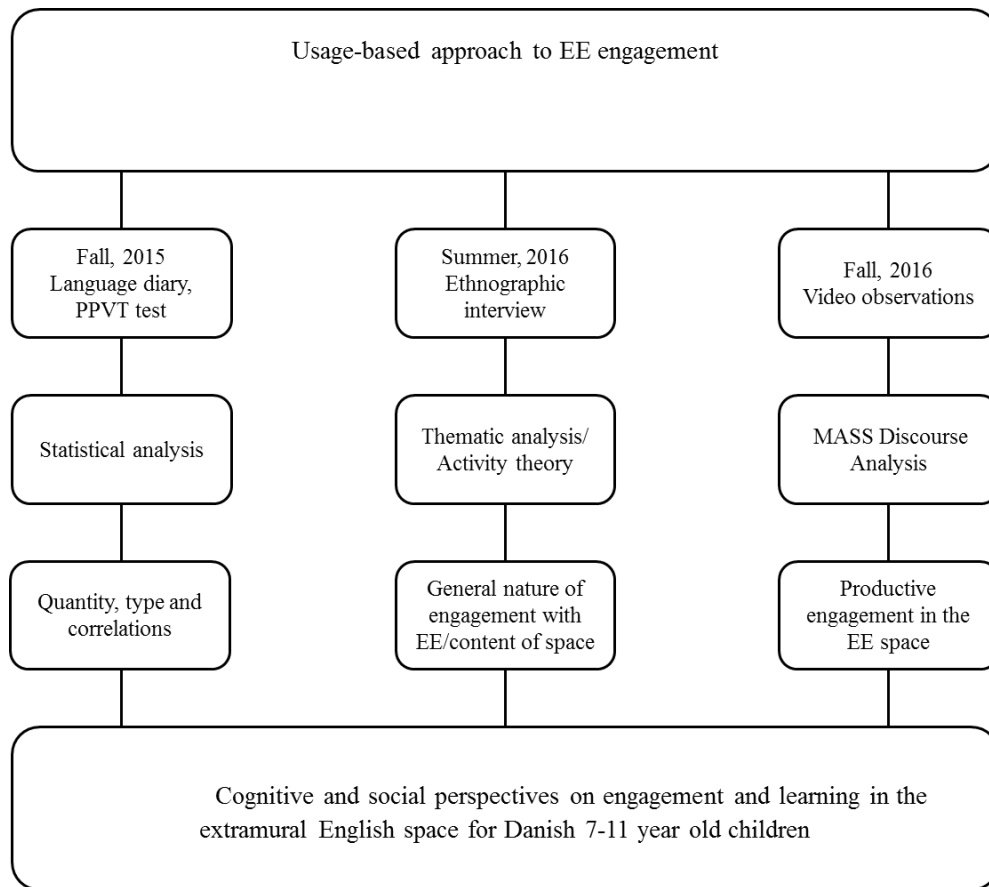 Usage-based approach to EE engagement
Fall, 2015
Language diary,
PPVT test
Summer, 2016
Ethnographic
interview
Fall, 2016
Video observations
Statistical analysis
Thematic analysis/
Activity theory
MASS Discourse
Analysis
Quantity, type and
correlations
General nature of
engagement with
EE/content of space
Productive
engagement in the
EE space
Cognitive and social perspectives on engagement and learning in the
extramural English space for Danish 7-11 year old children